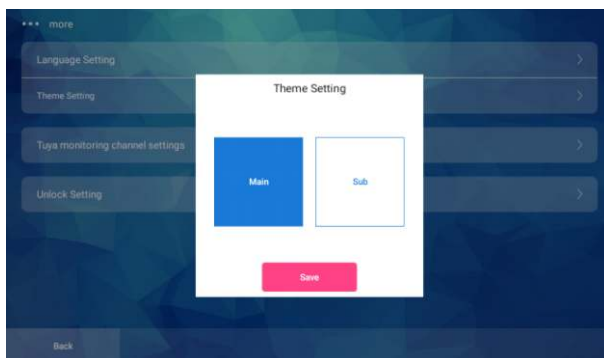 more
Language Setting
Theme Setting
Theme Setting
Tuya monitoring channel settings
Main
Sub
Unlock Setting
Save
Back